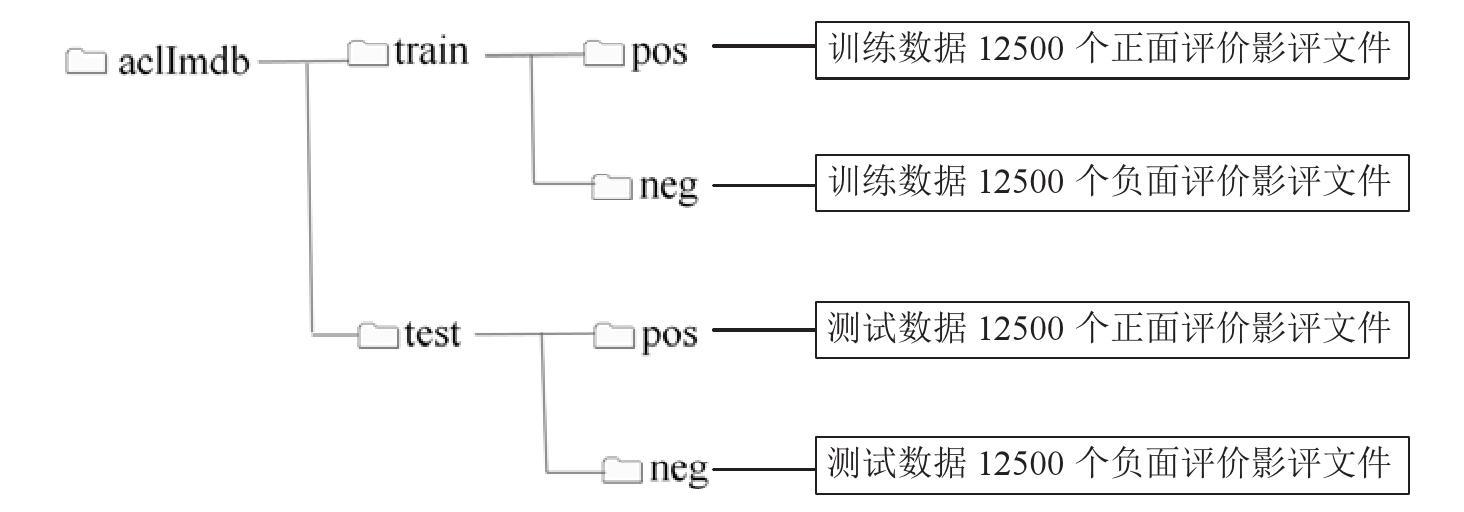 aclImdb
train
pos
训练数据 12500 个正面评价影评文件
neg
训练数据 12500 个负面评价影评文件
test
pos
测试数据 12500 个正面评价影评文件
neg
测试数据 12500 个负面评价影评文件